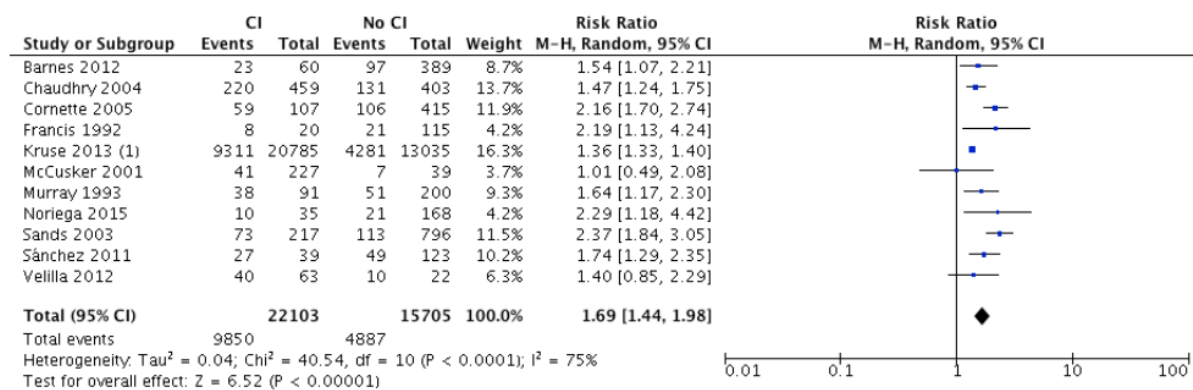 CI No CI Risk Ratio Risk Ratio
Study or Subgroup Events Total Events Total Weight M-H, Random, 95% CI M-H, Random, 95% CI
Barnes 2012 23 60 97 389 8.7% 1.54 [1.07, 2.21]
Chaudhry 2004 220 459 131 403 13.7% 1.47 [1.24, 1.75]
Cornette 2005 59 107 106 415 11.9% 2.16 [1.70, 2.74]
Francis 1992 8 20 21 115 4.2% 2.19 [1.13, 4.24]
Kruse 2013 (1) 9311 20785 4281 13035 16.3% 1.36 [1.33, 1.40]
McCusker 2001 41 227 7 39 3.7% 1.01 [0.49, 2.08]
Murray 1993 38 91 51 200 9.3% 1.64 [1.17, 2.30]
Noriega 2015 10 35 21 168 4.2% 2.29 [1.18, 4.42]
Sands 2003 73 217 113 796 11.5% 2.37 [1.84, 3.05]
Sánchez 2011 27 39 49 123 10.2% 1.74 [1.29, 2.35]
Velilla 2012 40 63 10 22 6.3% 1.40 [0.85, 2.29]
Total (95% CI) 22103 15705 100.0% 1.69 [1.44, 1.98]
Total events 9850 4887
Heterogeneity: Tau² = 0.04; Chi² = 40.54, df = 10 (P < 0.0001); I² = 75%
Test for overall effect: Z = 6.52 (P < 0.00001)
0.01 0.1 1 10 100